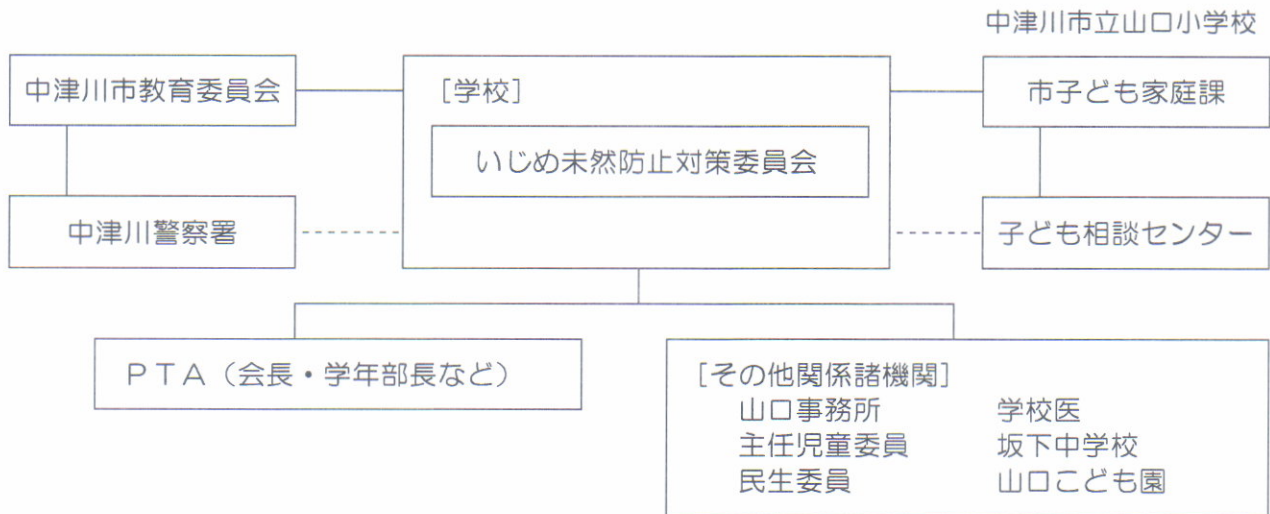 中津川市立山口小学校
中津川市教育委員会
[学校]
市子ども家庭課
いじめ未然防止対策委員会
中津川警察署
子ども相談センター
PTA(会長・学年部長など)
[その他関係諸機関]
山口事務所 学校医
主任児童委員 坂下中学校
民生委員 山口こども園